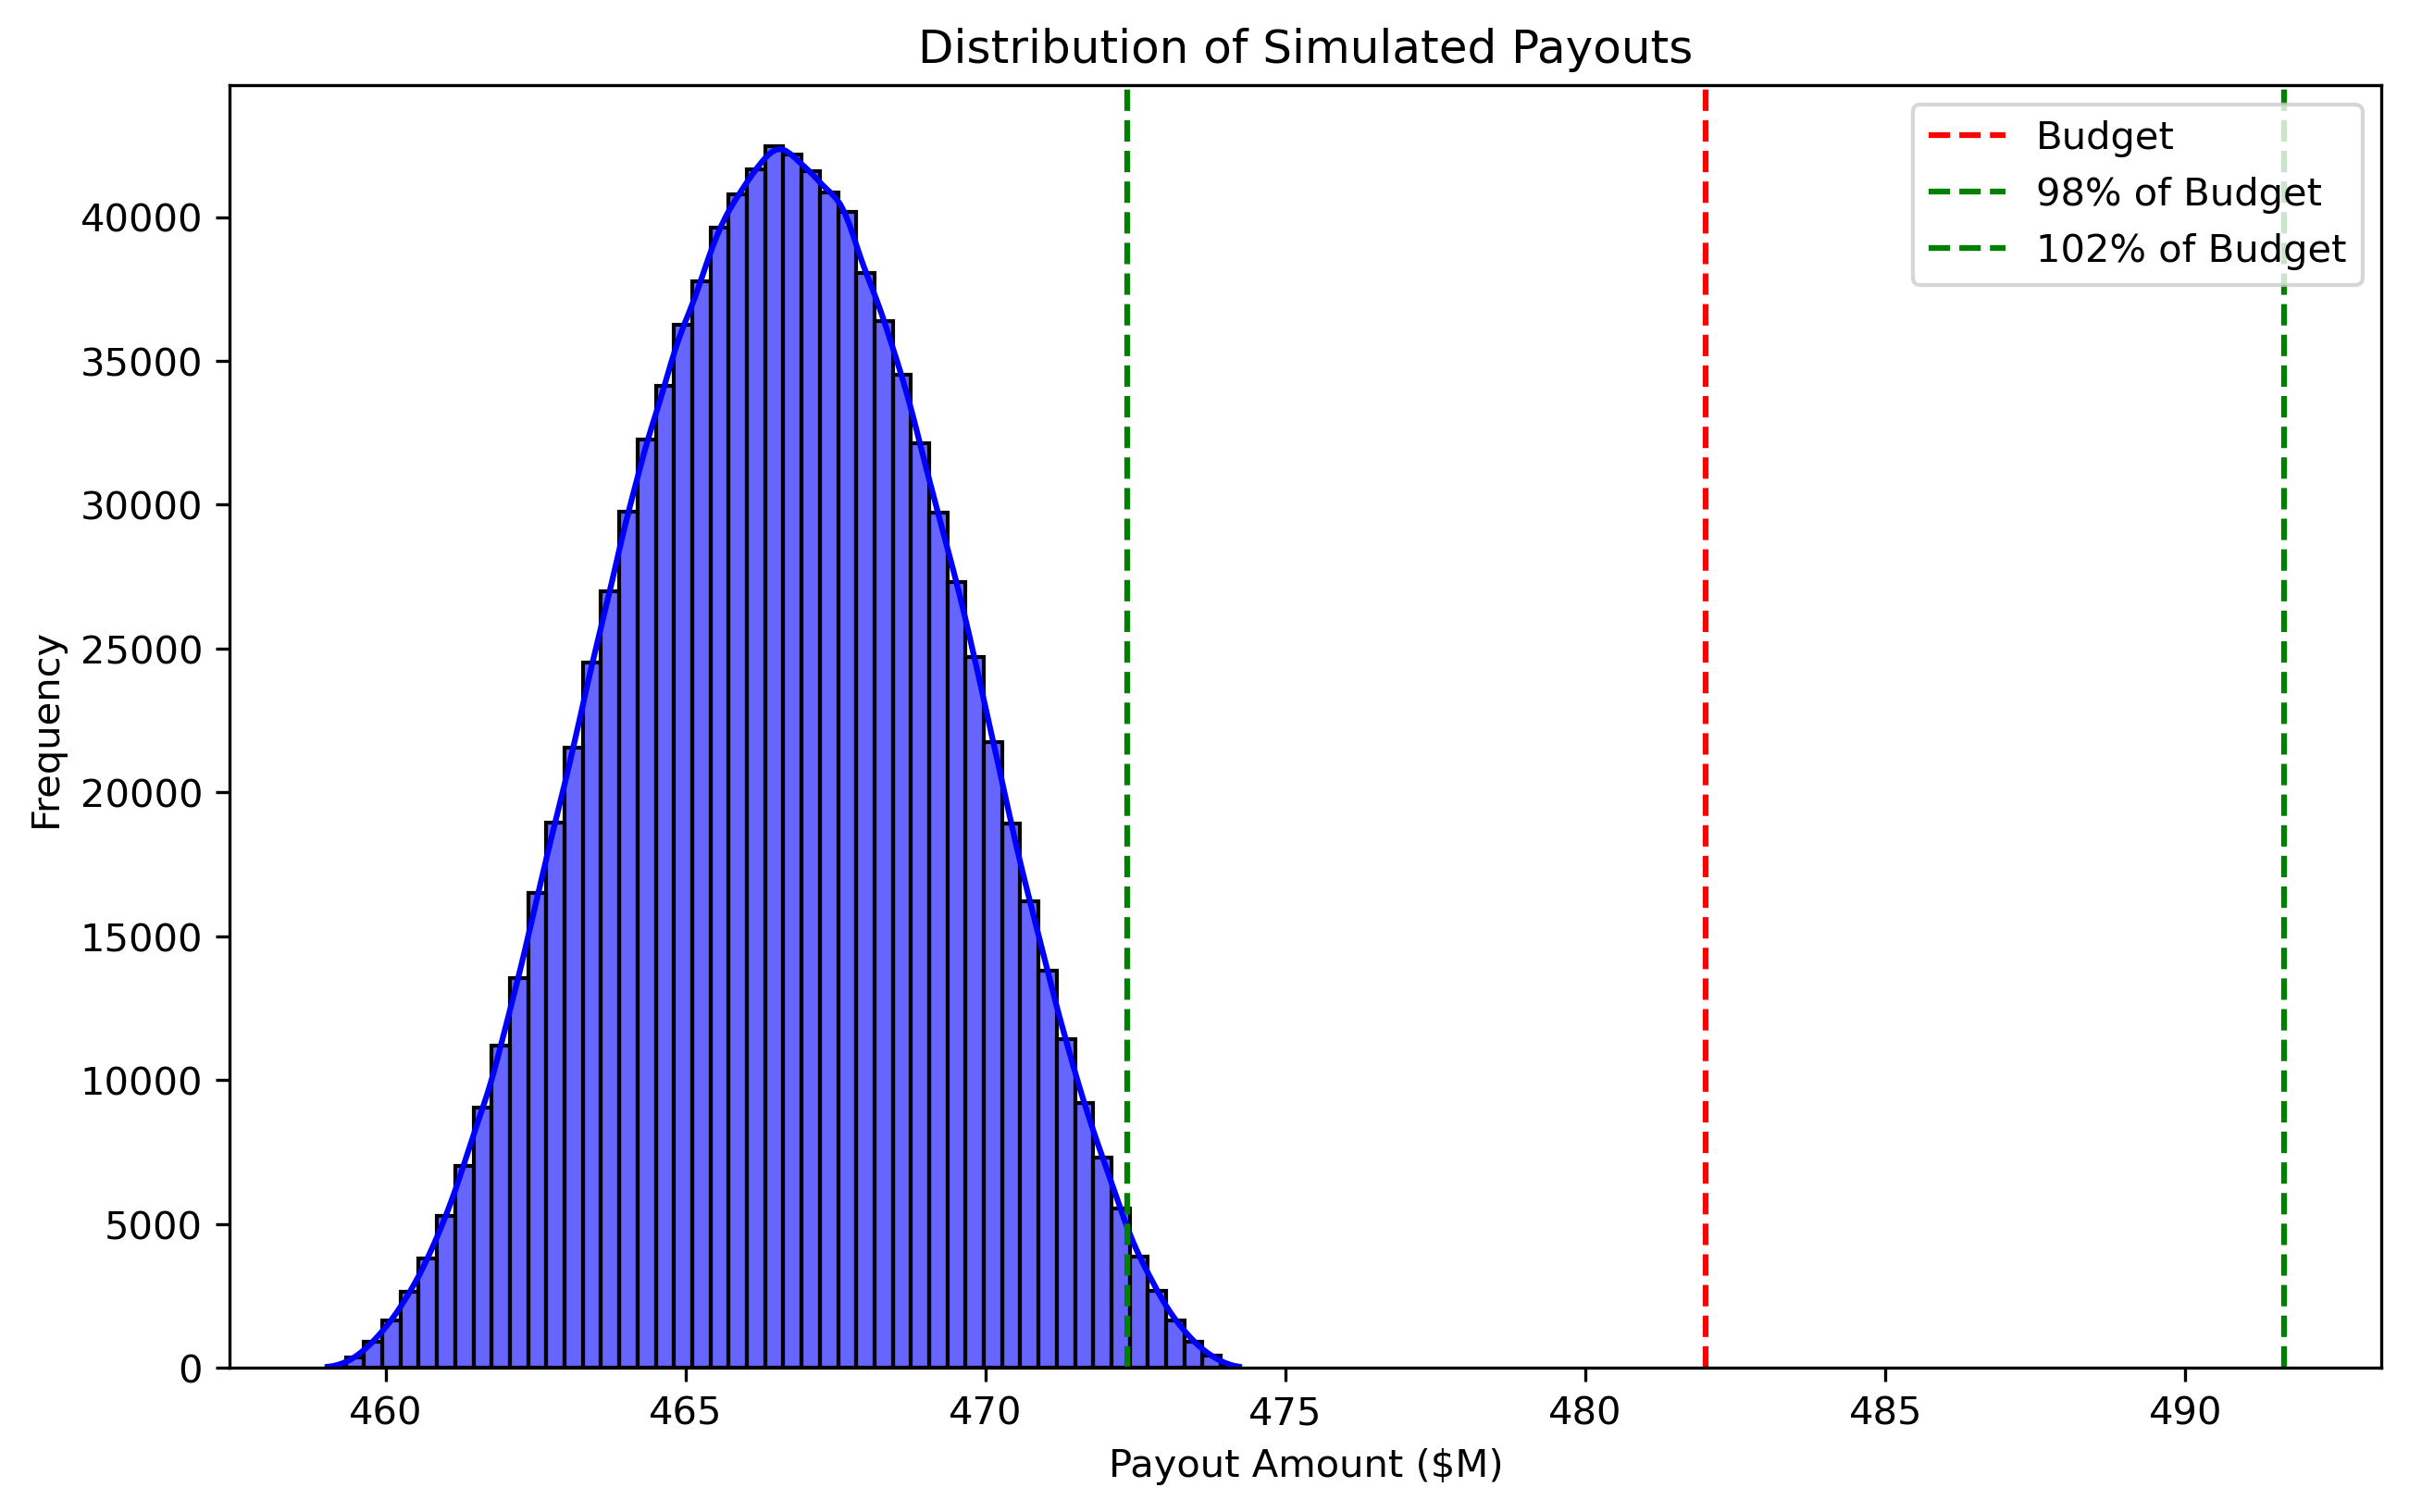 Distribution of Simulated Payouts
Budget
98% of Budget
102% of Budget
Frequency
40000
35000
30000
25000
20000
15000
10000
5000
0
460 465 470 475 480 485 490
Payout Amount ($M)